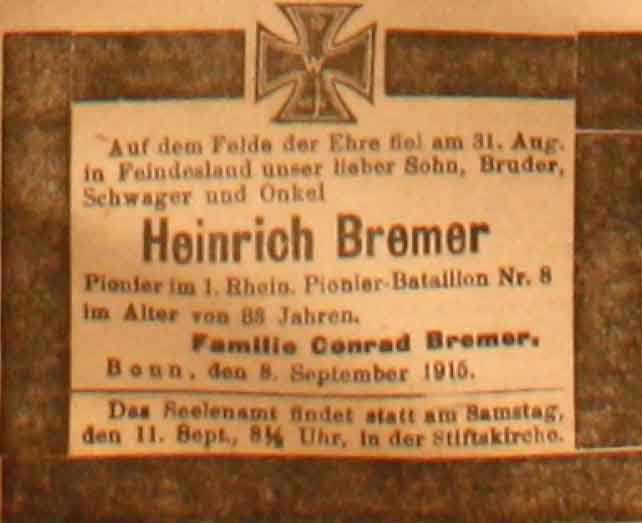 W
Auf dem Felde der Ehre fiel am 31. Aug.
in Feindesland unser lieber Sohn, Bruder,
Schwager und Onkel
Heinrich Bremer
Pionier im 1. Rhein. Pionier-Bataillon Nr. 8
im Alter von Jahren.
Familie Conrad Bremer.
Bonn, den 8. September 1915.
Das Seelenamt findet statt am Samstag,
den 11. Sept., 8½ Uhr, in der Stiftskirche.